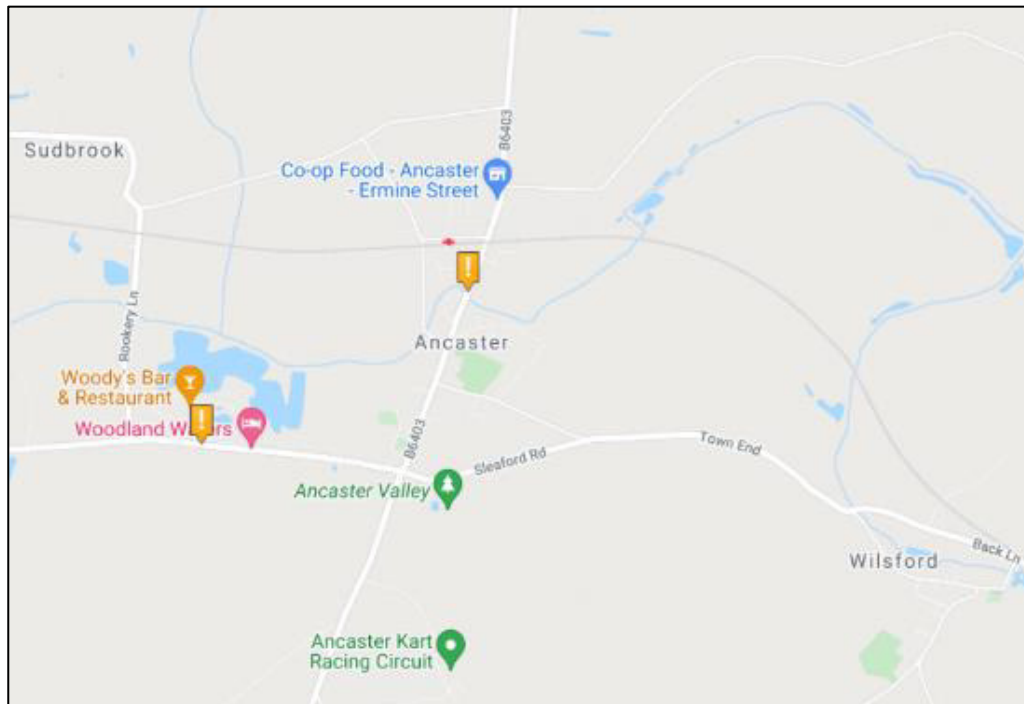 B6403
Sudbrook
Co-op Food - Ancaster
- Ermine Street
Rookery Ln
Ancaster
Woody's Bar
& Restaurant
Woodland W
ers
B6403
Sleaford Rd
Town End
Ancaster Valley
Back Ln
Wilsford
Ancaster Kart
Racing Circuit